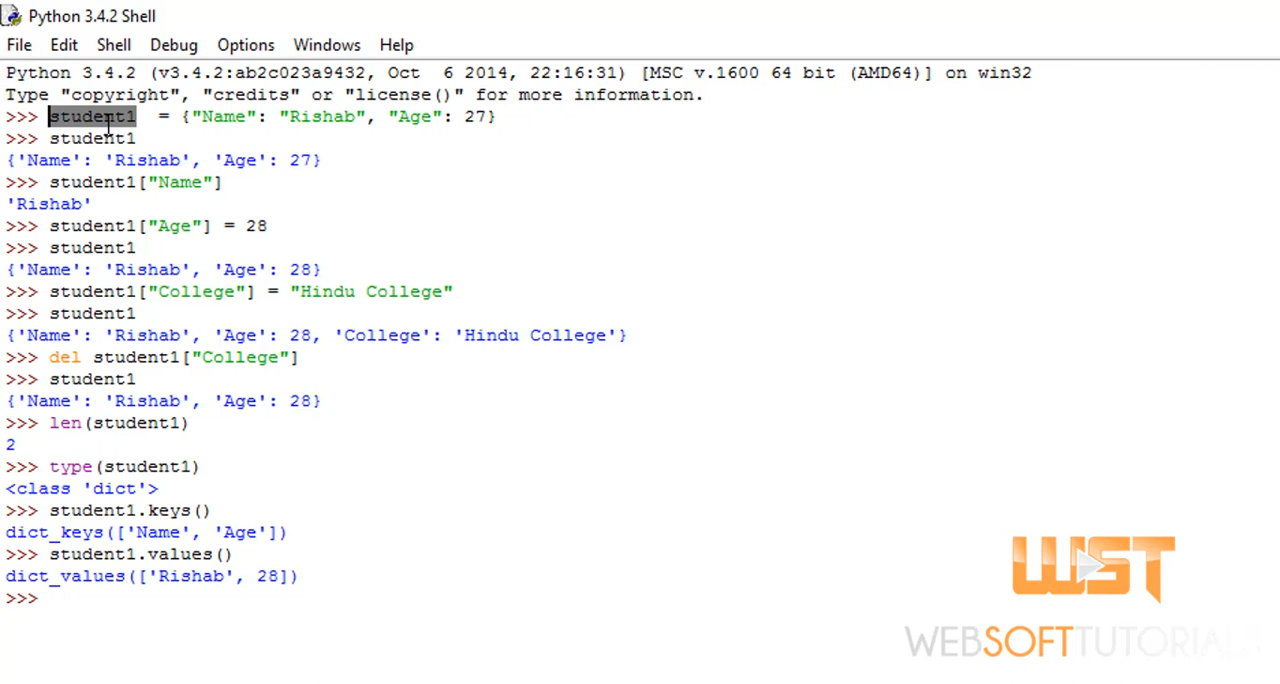 Python 3.4.2 Shell
File Edit Shell Debug Options Windows Help
Python 3.4.2 (v3.4.2:ab2c023a9432, Oct  6 2014, 22:16:31) [MSC v.1600 64 bit (AMD64)] on win32
Type "copyright", "credits" or "license()" for more information.
>>> student1  = {"Name": "Rishab", "Age": 27}
>>> student1
{'Name': 'Rishab', 'Age': 27}
>>> student1["Name"]
'Rishab'
>>> student1["Age"] = 28
>>> student1
{'Name': 'Rishab', 'Age': 28}
>>> student1["College"] = "Hindu College"
>>> student1
{'Name': 'Rishab', 'Age': 28, 'College': 'Hindu College'}
>>> del student1["College"]
>>> student1
{'Name': 'Rishab', 'Age': 28}
>>> len(student1)
2
>>> type(student1)
<class 'dict'>
>>> student1.keys()
dict_keys(['Name', 'Age'])
>>> student1.values()
dict_values(['Rishab', 28])
>>>
WST
WEBSOFTTUTORIALS